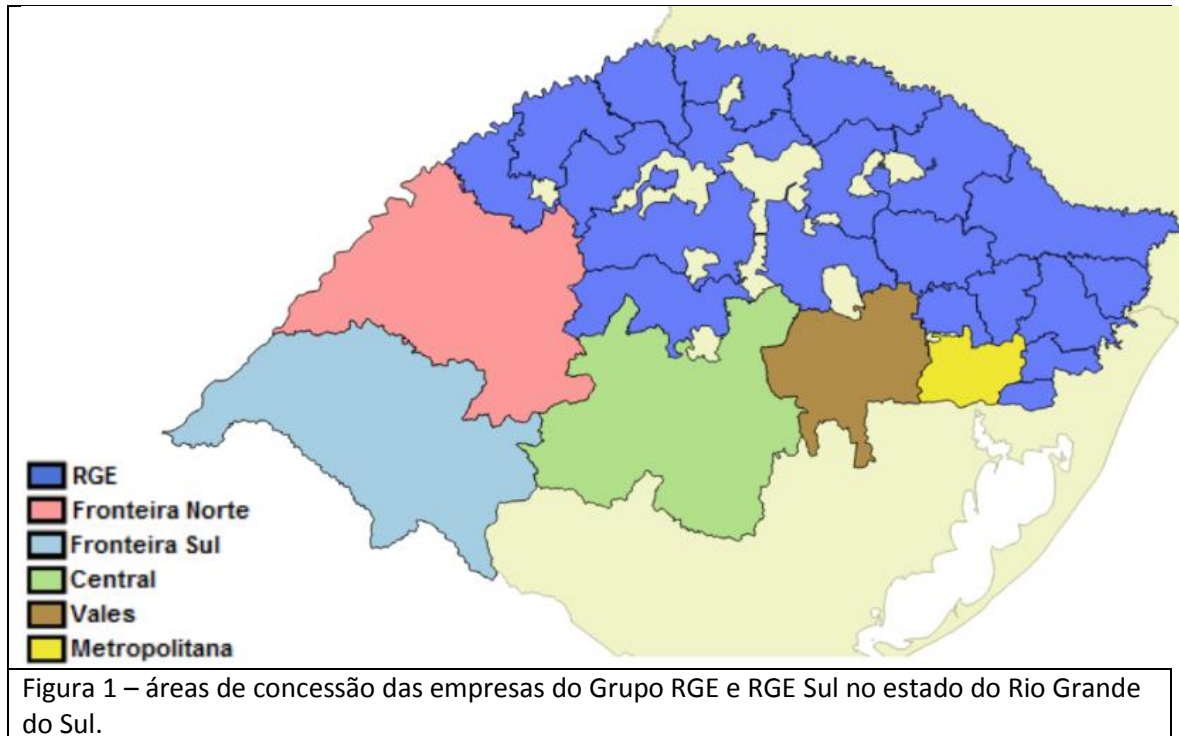 RGE
Fronteira Norte
Fronteira Sul
Central
Vales
Metropolitana
Figura 1 – áreas de concessão das empresas do Grupo RGE e RGE Sul no estado do Rio Grande
do Sul.